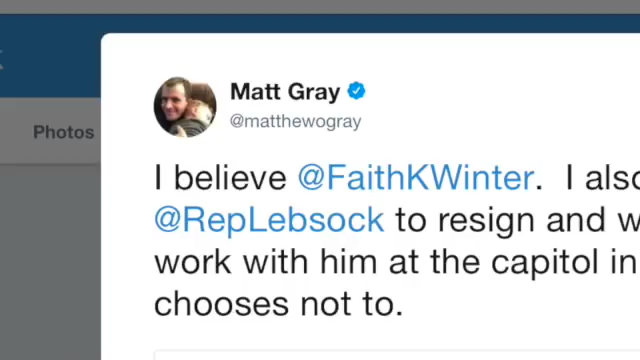 Photos
Matt Gray
@matthewogray
I believe @FaithKWinter. I also
@RepLebsock to resign and w
work with him at the capitol in
chooses not to.